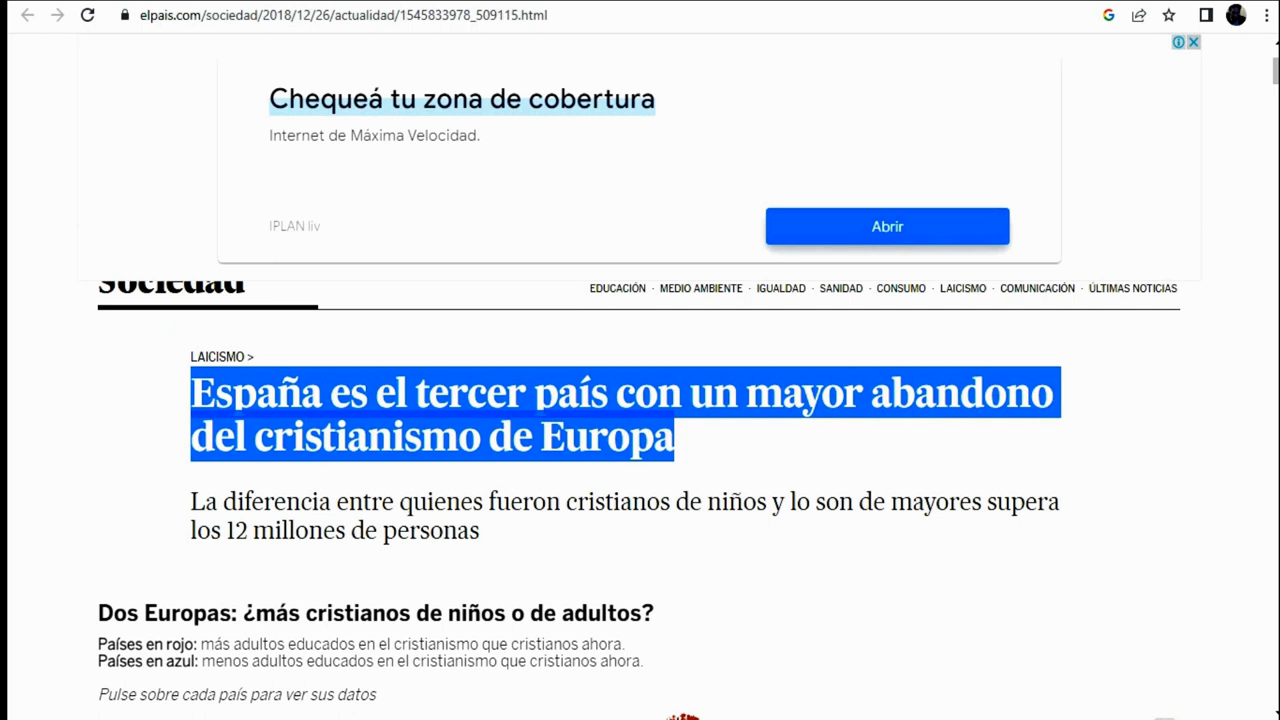 elpais.com/sociedad/2018/12/26/actualidad/1545833978_509115.html
Chequeá tu zona de cobertura
Internet de Máxima Velocidad.
IPLAN liv
Abrir
Sociedad
EDUCACIÓN · MEDIO AMBIENTE · IGUALDAD · SANIDAD · CONSUMO · LAICISMO · COMUNICACIÓN · ÚLTIMAS NOTICIAS
LAICISMO >
España es el tercer país con un mayor abandono
del cristianismo de Europa
La diferencia entre quienes fueron cristianos de niños y lo son de mayores supera
los 12 millones de personas
Dos Europas: ¿más cristianos de niños o de adultos?
Países en rojo: más adultos educados en el cristianismo que cristianos ahora.
Países en azul: menos adultos educados en el cristianismo que cristianos ahora.
Pulse sobre cada país para ver sus datos